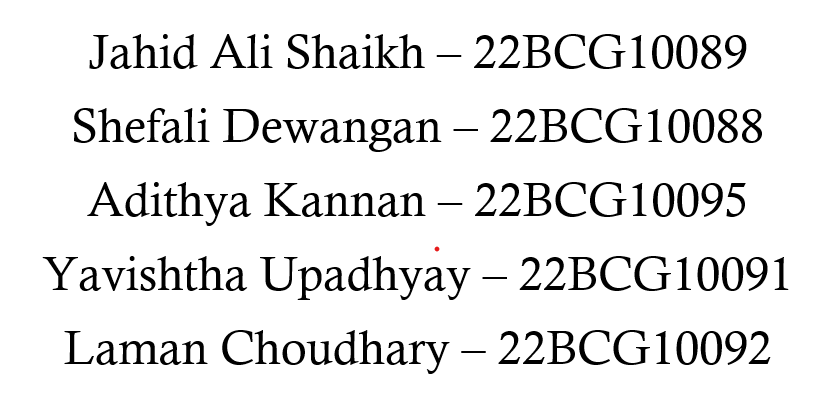 Jahid Ali Shaikh – 22BCG10089
Shefali Dewangan – 22BCG10088
Adithya Kannan – 22BCG10095
Yavishtha Upadhyay – 22BCG10091
Laman Choudhary – 22BCG10092